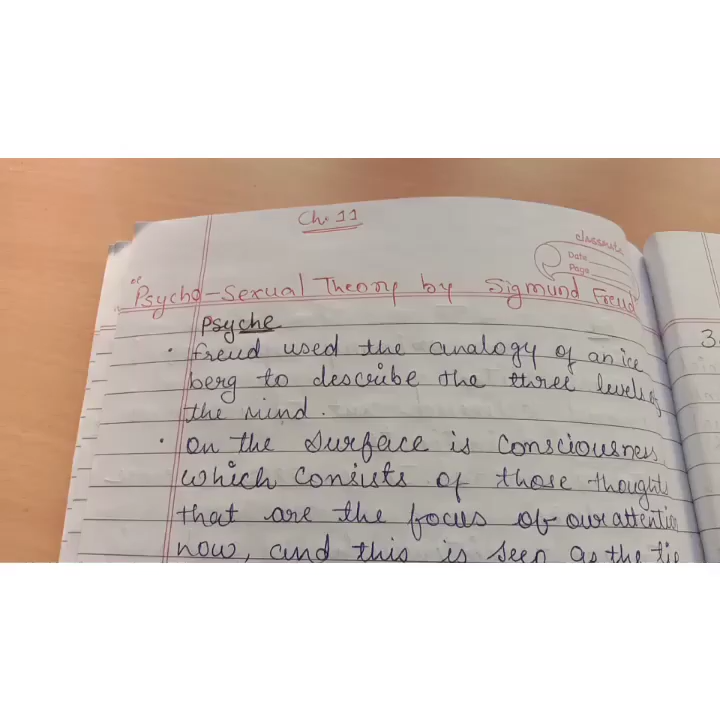 Ch. 11
classmate
Date
Page
Psycho-Sexual Theory by Sigmund Freud
Psyche
• Freud used the analogy of an ice
berg to describe the three levels of
the mind.
• On the surface is consciousness
which consists of those thoughts
that are the focus of our attention
now, and this is seen as the tip
3.